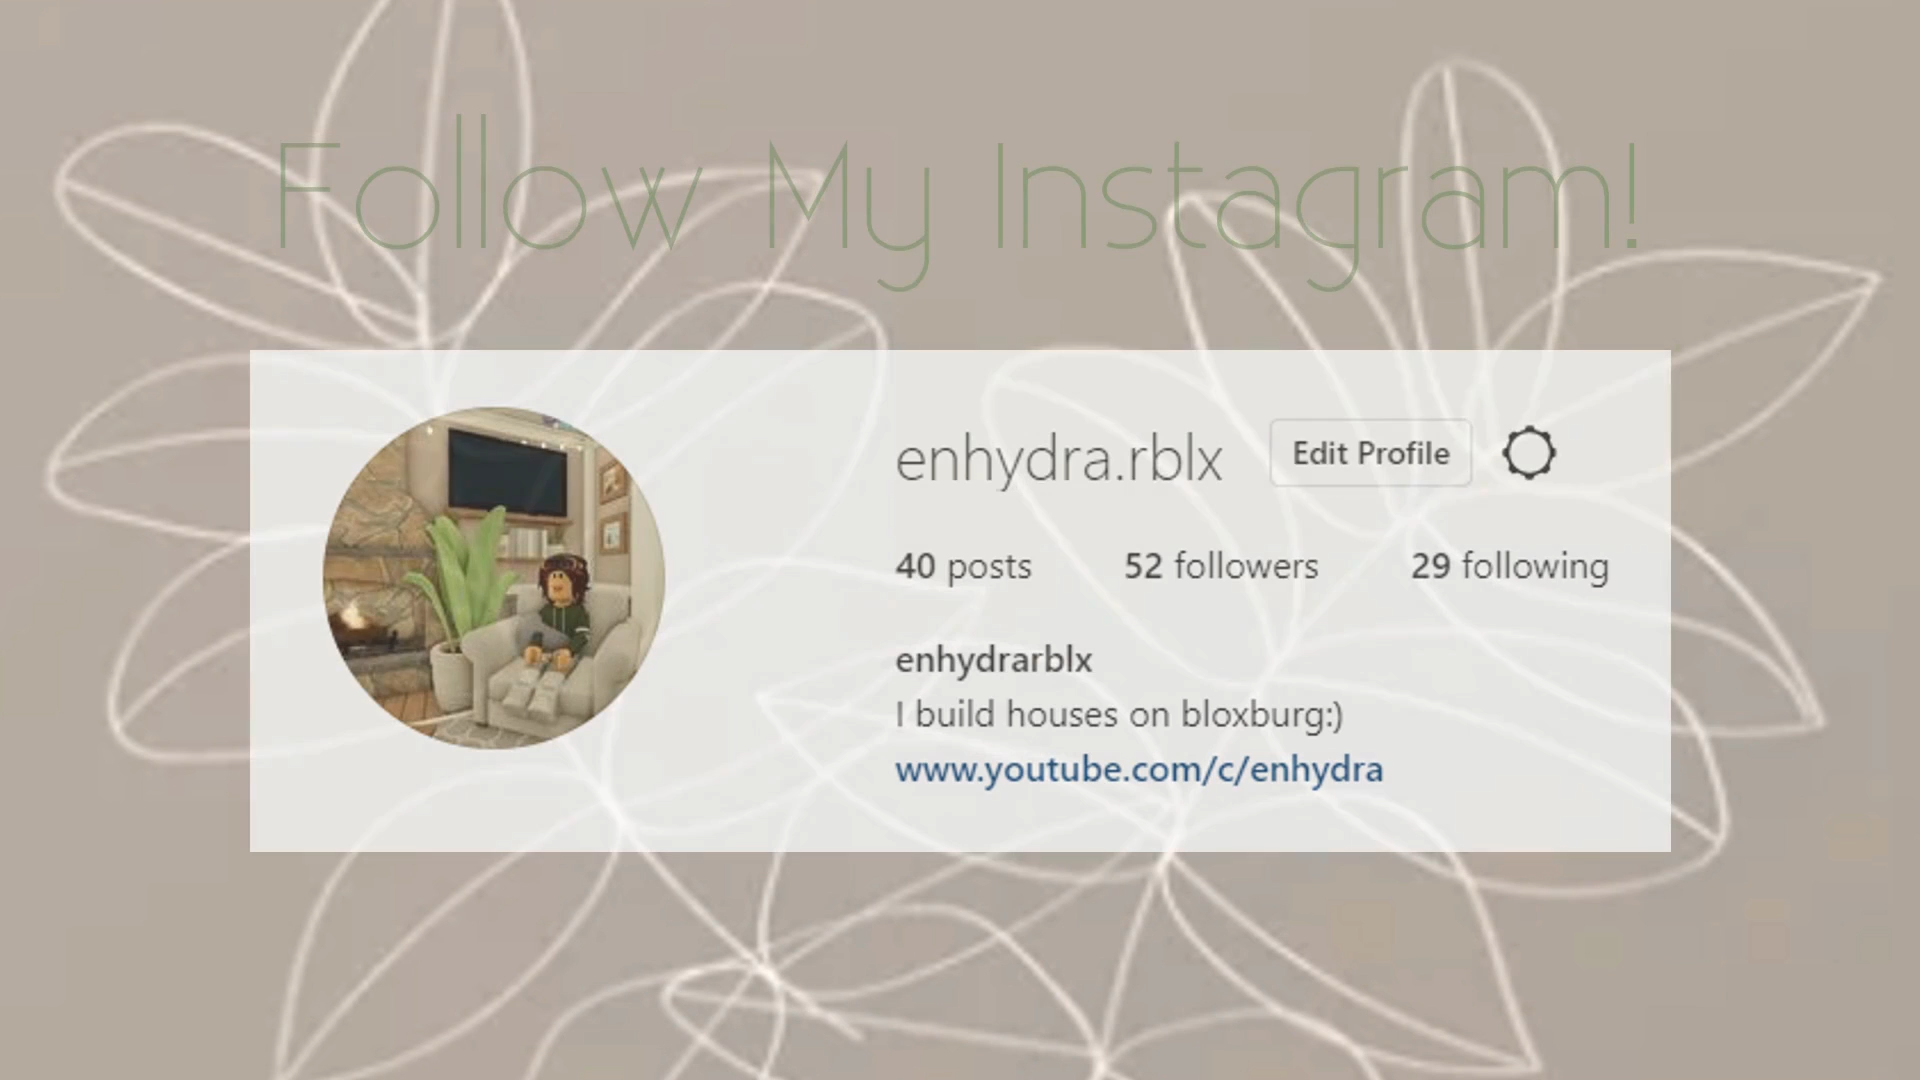 Follow My Instagram!
enhydra.rblx Edit Profile
40 posts 52 followers 29 following
enhydrarblx
I build houses on bloxburg:)
www.youtube.com/c/enhydra